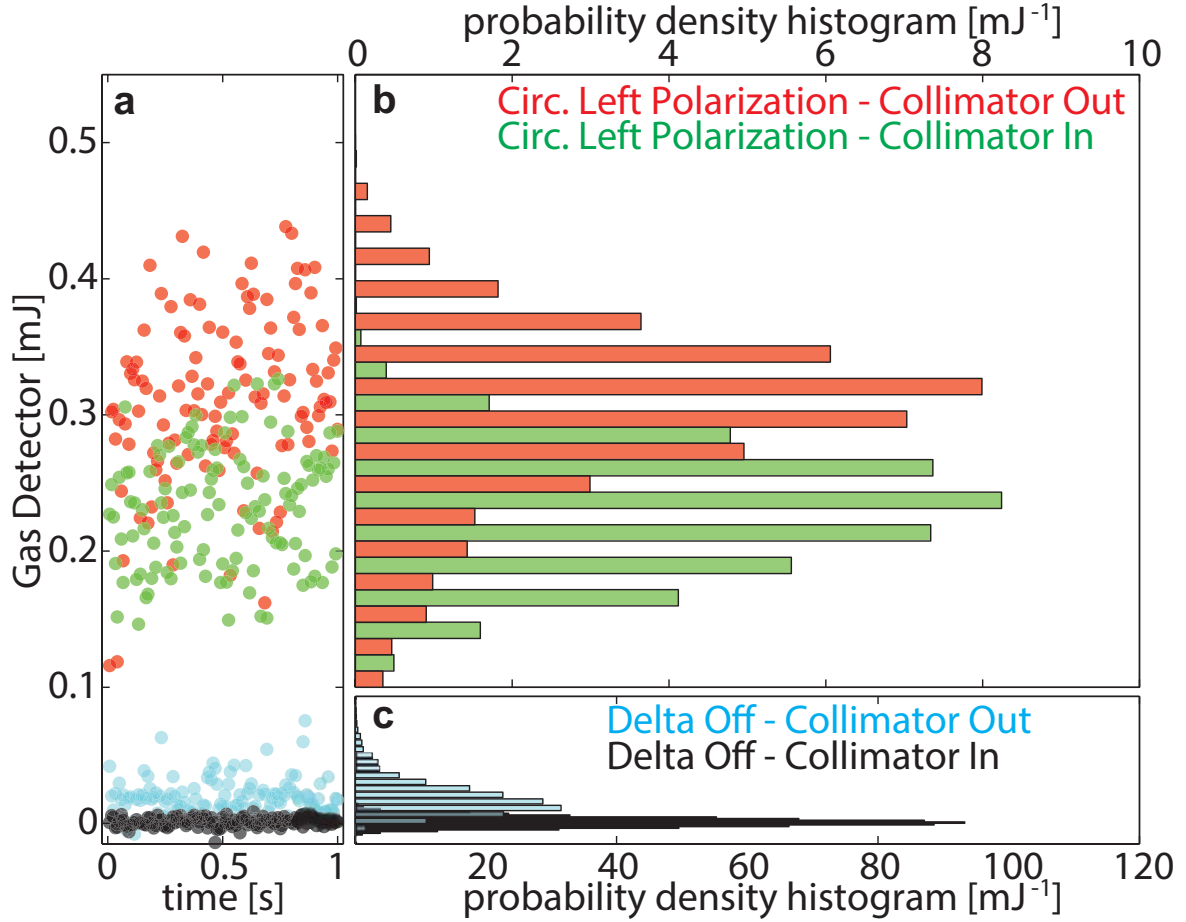 probability density histogram [mJ⁻¹]
0 2 4 6 8 10
a
b
Circ. Left Polarization - Collimator Out
Circ. Left Polarization - Collimator In
0.5
0.4
0.3
0.2
0.1
0
Gas Detector [mJ]
c
Delta Off - Collimator Out
Delta Off - Collimator In
0 0.5 1
time [s]
20 40 60 80 100 120
probability density histogram [mJ⁻¹]